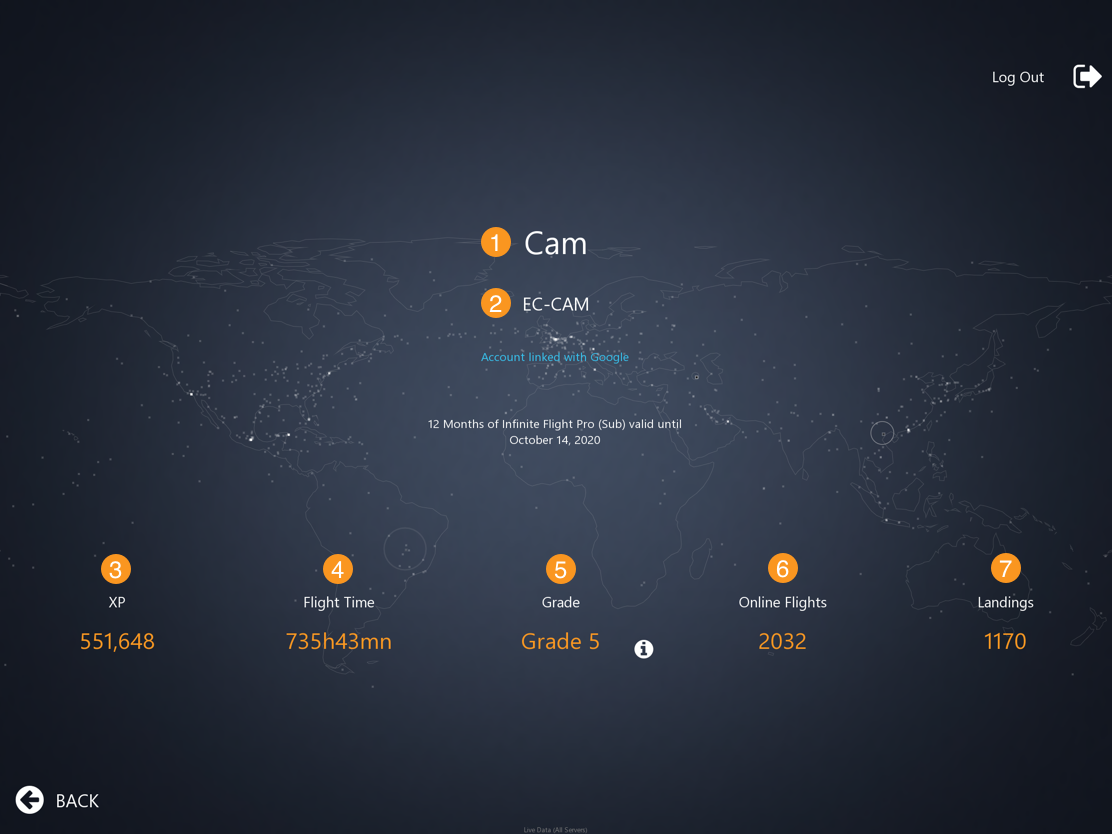 Log Out
1 Cam
2 EC-CAM
Account linked with Google
12 Months of Infinite Flight Pro (Sub) valid until
October 14, 2020
3 4 5 6 7
XP Flight Time Grade Online Flights Landings
551,648 735h43mn Grade 5 2032 1170
BACK
Live Data (All Servers)